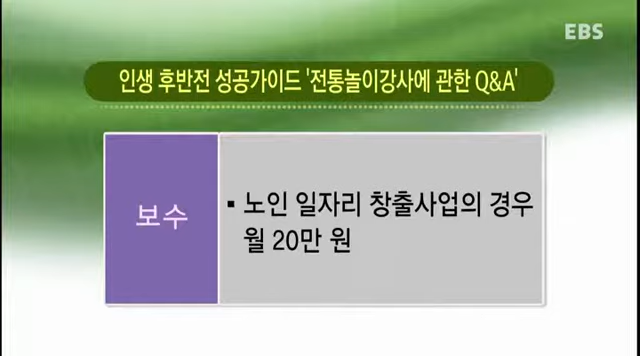 EBS
인생 후반전 성공가이드 '전통놀이강사에 관한 Q&A'
보수
▪ 노인 일자리 창출사업의 경우
월 20만 원